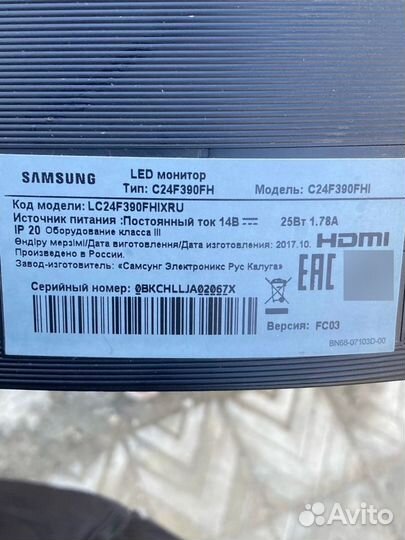 SAMSUNG
LED монитор
Тип: C24F390FH
Модель: C24F390FHI
Код модели: LC24F390FHIXRU
Источник питания :Постоянный ток 14В 25Вт 1.78А
IP 20 Оборудование класса III
Өндіру мерзімі/Дата изготовления/Дата изготовления: 2017.10.
HDMI
Произведено в России.
Завод-изготовитель: «Самсунг Электроникс Рус Калуга»
EAC
Серийный номер: 0BKCHLLJA02067X
Версия: FC03
BN68-07103D-00
Avito